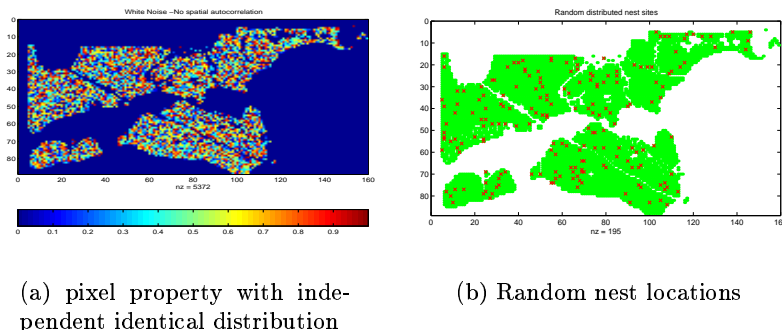 White Noise –No spatial autocorrelation
0
10
20
30
40
50
60
70
80
0 20 40 60 80 100 120 140 160
nz = 5372
0 0.1 0.2 0.3 0.4 0.5 0.6 0.7 0.8 0.9
(a) pixel property with inde-
pendent identical distribution
Random distributed nest sites
0
10
20
30
40
50
60
70
80
0 20 40 60 80 100 120 140 160
nz = 195
(b) Random nest locations